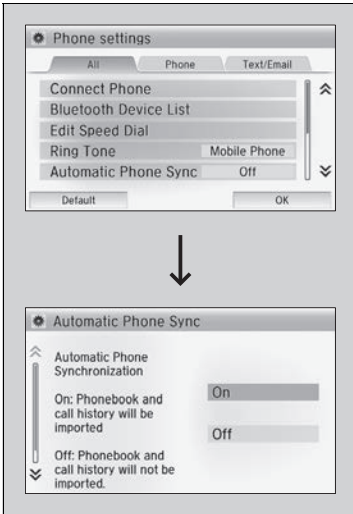 Phone settings
All Phone Text/Email
Connect Phone
Bluetooth Device List
Edit Speed Dial
Ring Tone Mobile Phone
Automatic Phone Sync Off
Default OK
Automatic Phone Sync
Automatic Phone
Synchronization
On: Phonebook and
call history will be
imported
Off: Phonebook and
call history will not be
imported.
On
Off